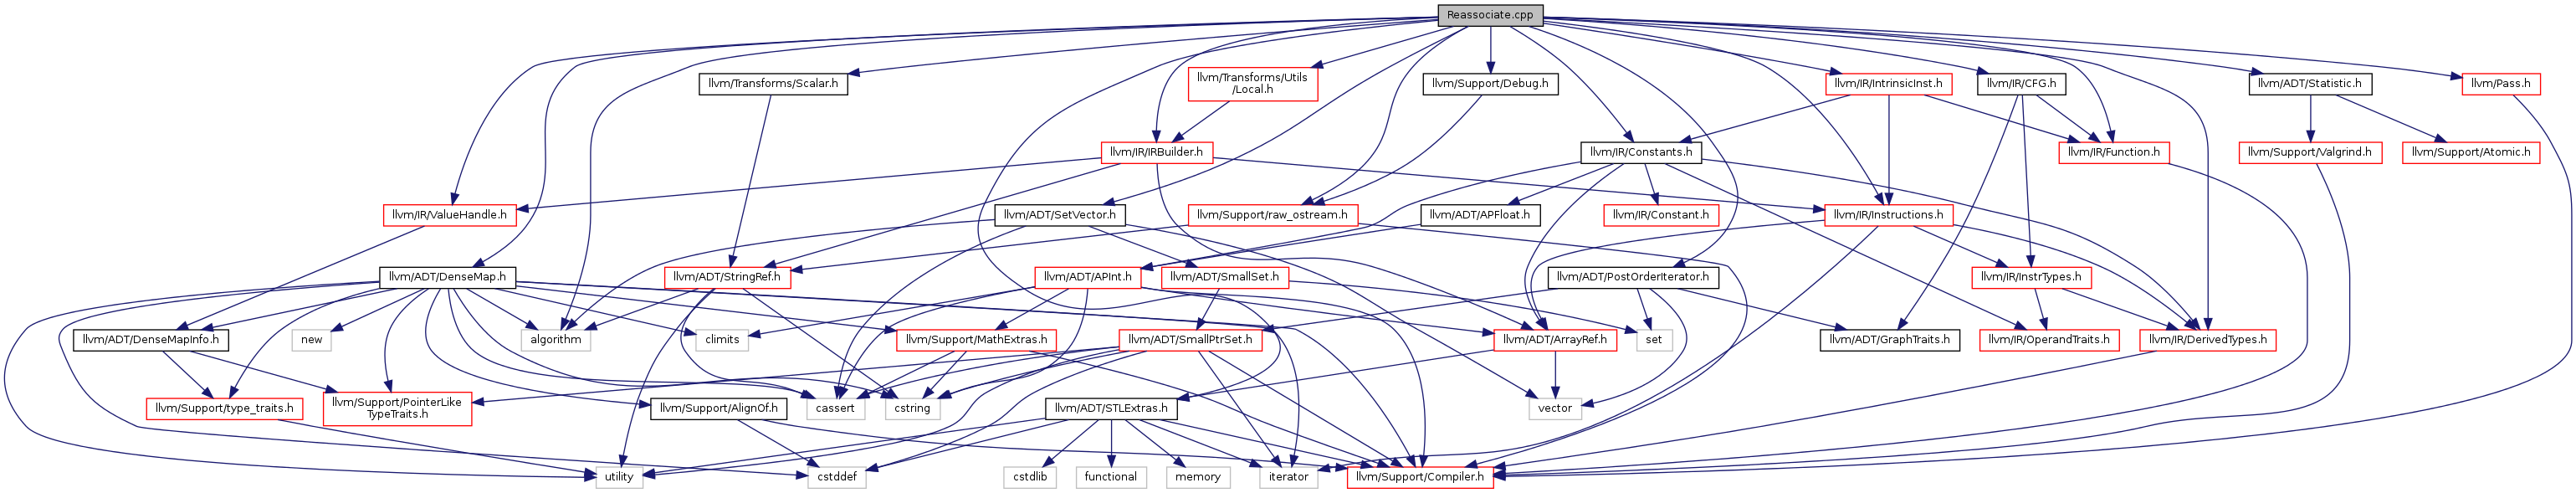 Reassociate.cpp
llvm/Transforms/Scalar.h
llvm/Transforms/Utils
/Local.h
llvm/Support/Debug.h
llvm/IR/IntrinsicInst.h
llvm/IR/CFG.h
llvm/ADT/Statistic.h
llvm/Pass.h
llvm/IR/IRBuilder.h
llvm/IR/Constants.h
llvm/IR/Function.h
llvm/Support/Valgrind.h
llvm/Support/Atomic.h
llvm/IR/ValueHandle.h
llvm/ADT/SetVector.h
llvm/Support/raw_ostream.h
llvm/ADT/APFloat.h
llvm/IR/Constant.h
llvm/IR/Instructions.h
llvm/ADT/DenseMap.h
llvm/ADT/StringRef.h
llvm/ADT/APInt.h
llvm/ADT/SmallSet.h
llvm/ADT/PostOrderIterator.h
llvm/IR/InstrTypes.h
llvm/ADT/DenseMapInfo.h
new
algorithm
climits
llvm/Support/MathExtras.h
llvm/ADT/SmallPtrSet.h
llvm/ADT/ArrayRef.h
set
llvm/ADT/GraphTraits.h
llvm/IR/OperandTraits.h
llvm/IR/DerivedTypes.h
llvm/Support/type_traits.h
llvm/Support/PointerLike
TypeTraits.h
llvm/Support/AlignOf.h
cassert
cstring
llvm/ADT/STLExtras.h
vector
utility
cstddef
cstdlib
functional
memory
iterator
llvm/Support/Compiler.h